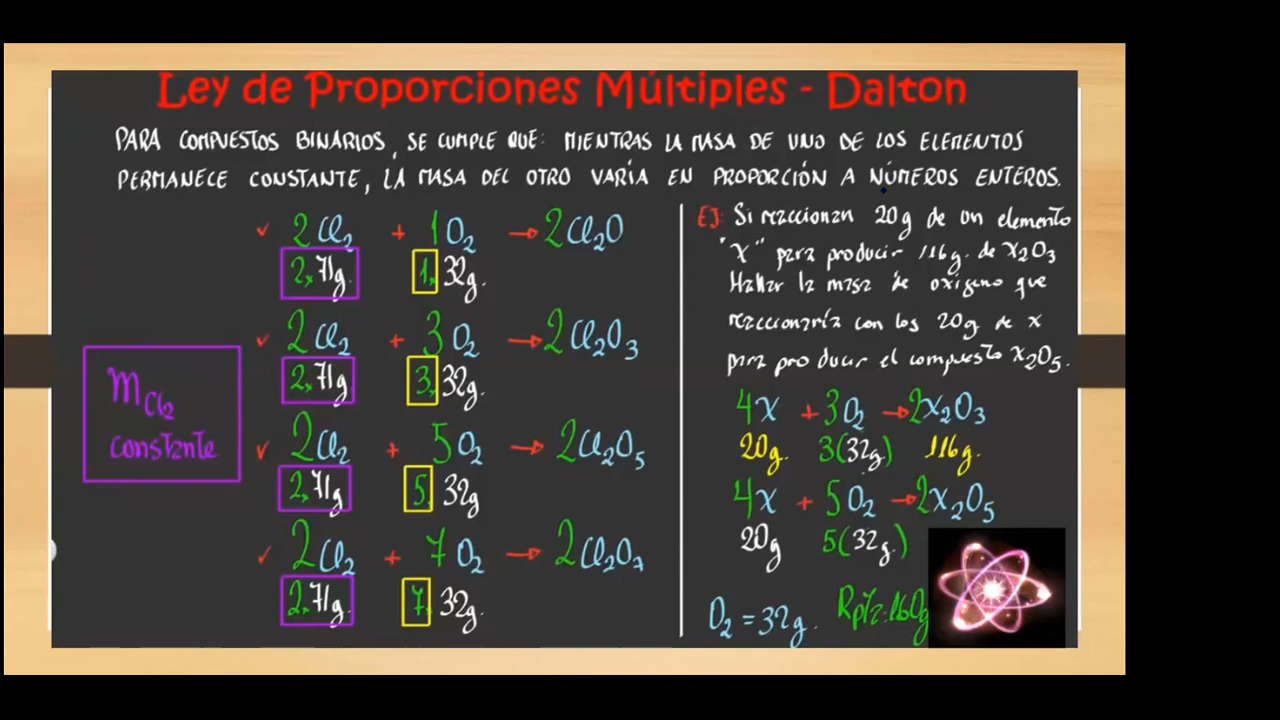 Ley de Proporciones Múltiples - Dalton
PARA COMPUESTOS BINARIOS, SE CUMPLE QUE: MIENTRAS LA MASA DE UNO DE LOS ELEMENTOS
PERMANECE CONSTANTE, LA MASA DEL OTRO VARÍA EN PROPORCIÓN A NÚMEROS ENTEROS.
✓ 2Cl₂ + 1O₂ → 2Cl₂O
2x71g 1x32g.
✓ 2Cl₂ + 3O₂ → 2Cl₂O₃
2x71g 3x32g.
mCl₂
constante
✓ 2Cl₂ + 5O₂ → 2Cl₂O₅
2x71g 5x32g
✓ 2Cl₂ + 7O₂ → 2Cl₂O₇
2x71g. 7x32g.
EJ: Si reaccionan 20g de un elemento
"X" para producir 116g. de X₂O₃
Hallar la masa de oxigeno que
reaccionaría con los 20g de x
para producir el compuesto X₂O₅.
4X + 3O₂ → 2X₂O₃
20g. 3(32g) 116g.
4X + 5O₂ → 2X₂O₅
20g 5(32g.)
O₂ = 32g. Rpta: 160g